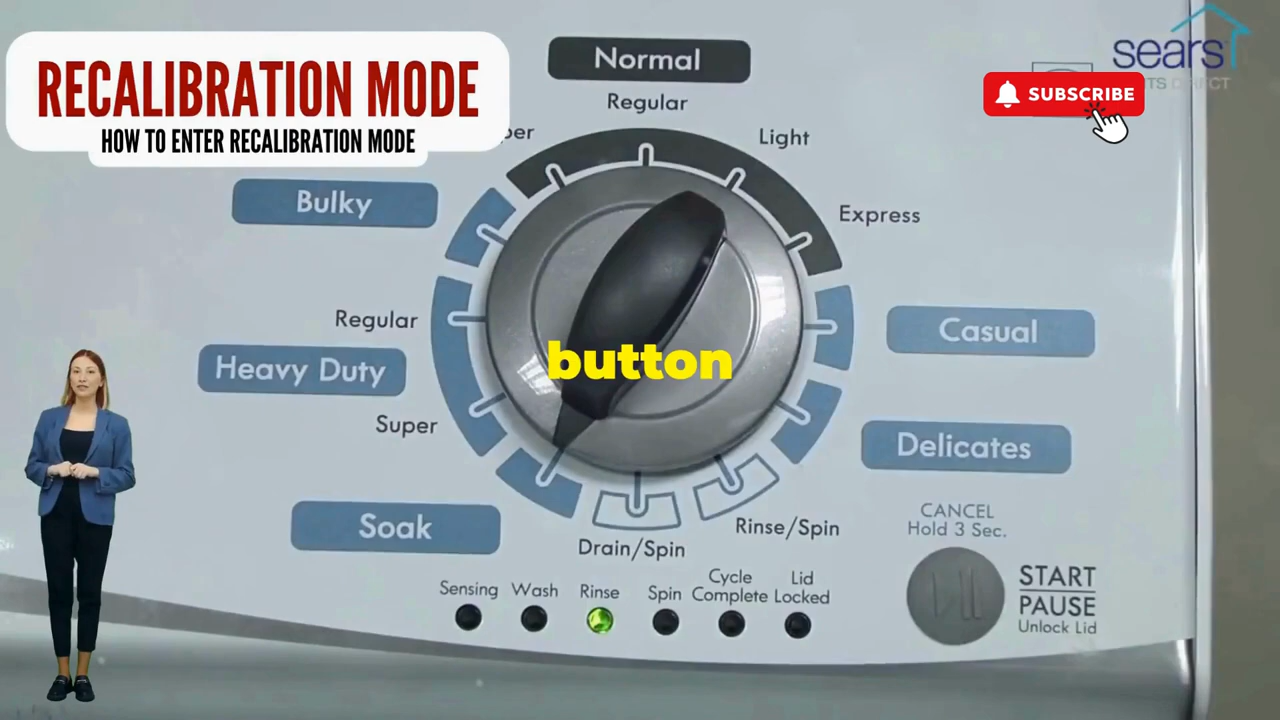 RECALIBRATION MODE
HOW TO ENTER RECALIBRATION MODE
sears
SUBSCRIBE
Normal
Regular
Light
Express
Bulky
Regular
Heavy Duty
Super
Casual
Delicates
Soak
button
Drain/Spin
Rinse/Spin
CANCEL
Hold 3 Sec.
START
PAUSE
Unlock Lid
Sensing
Wash
Rinse
Spin
Cycle
Complete
Lid
Locked